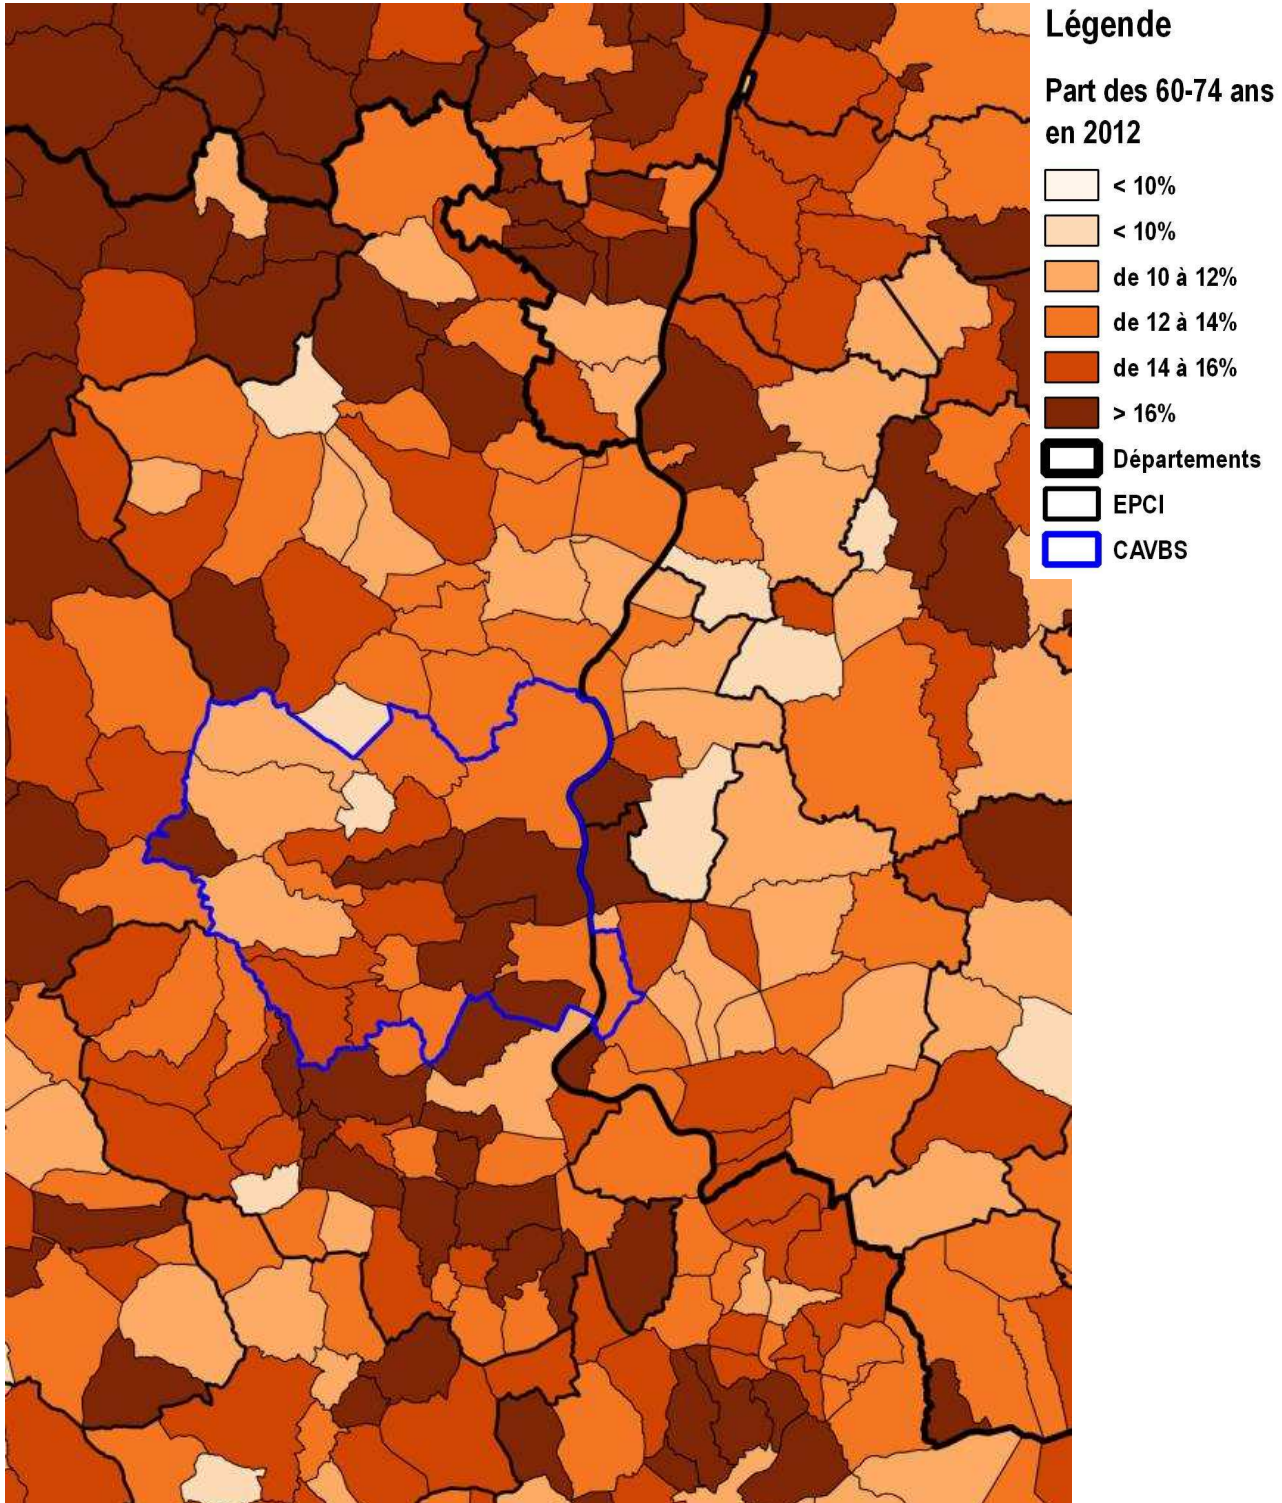 Légende
Part des 60-74 ans
en 2012
< 10%
< 10%
de 10 à 12%
de 12 à 14%
de 14 à 16%
> 16%
Départements
EPCI
CAVBS